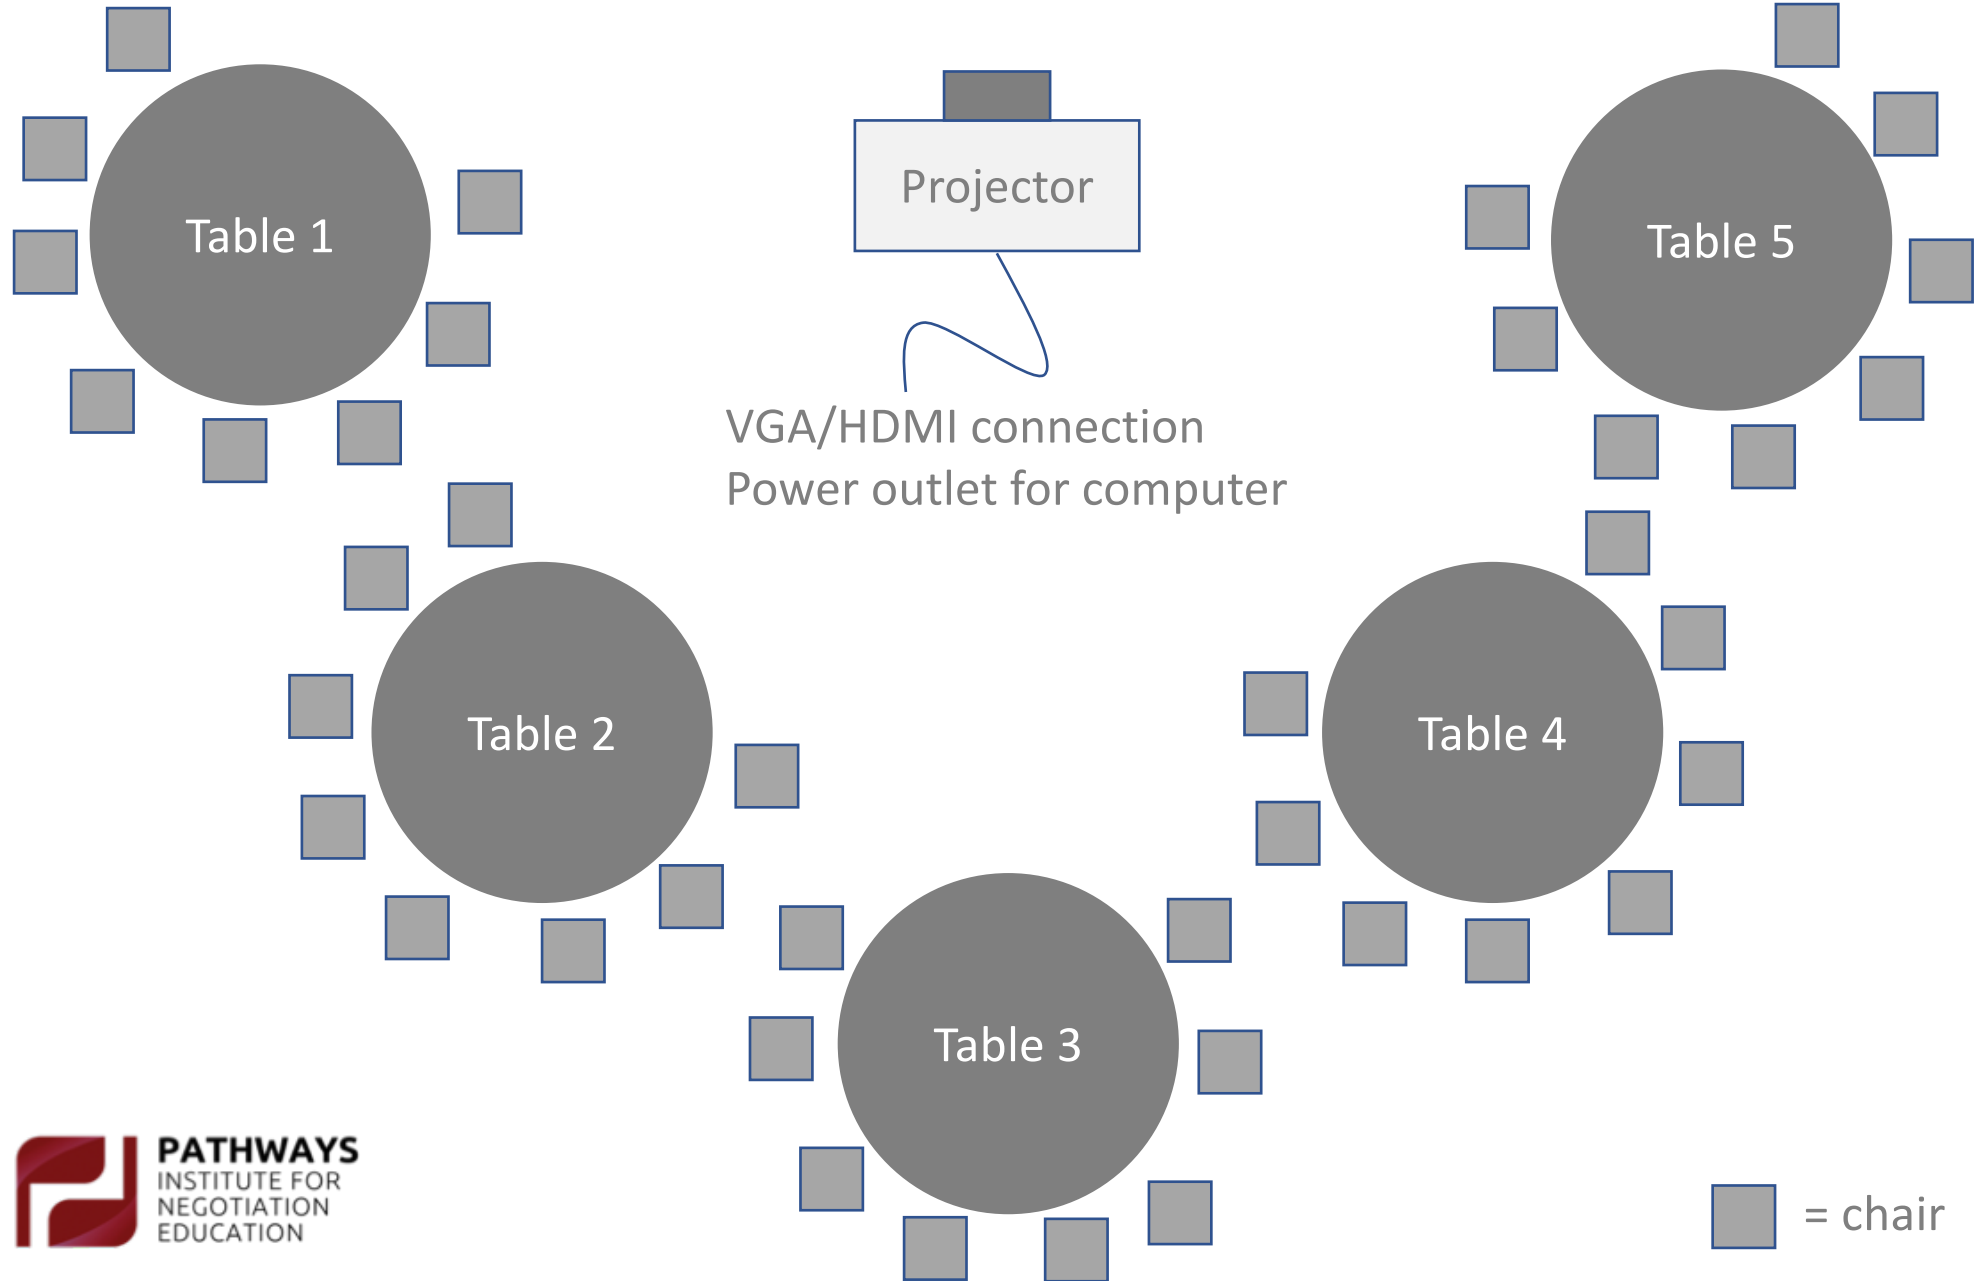 Table 1
Projector
Table 5
VGA/HDMI connection
Power outlet for computer
Table 2
Table 4
Table 3
PATHWAYS
INSTITUTE FOR
NEGOTIATION
EDUCATION
= chair